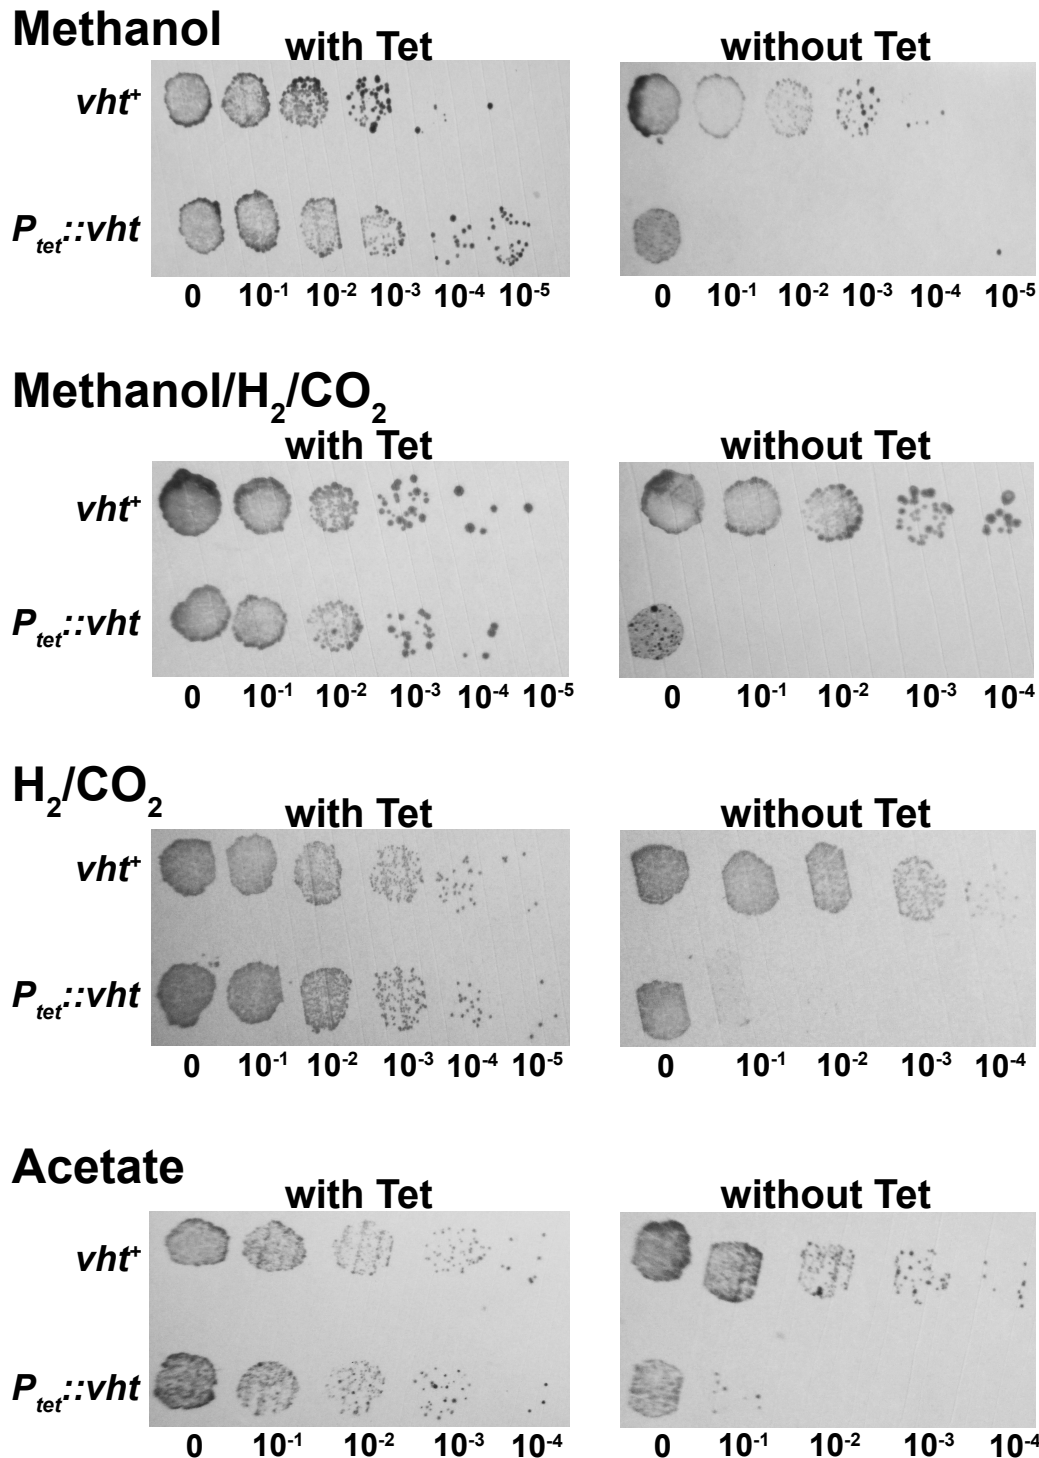 Methanol
with Tet without Tet
vht⁺
P_tet::vht
0 10⁻¹ 10⁻² 10⁻³ 10⁻⁴ 10⁻⁵ 0 10⁻¹ 10⁻² 10⁻³ 10⁻⁴ 10⁻⁵
Methanol/H₂/CO₂
with Tet without Tet
vht⁺
P_tet::vht
0 10⁻¹ 10⁻² 10⁻³ 10⁻⁴ 10⁻⁵ 0 10⁻¹ 10⁻² 10⁻³ 10⁻⁴
H₂/CO₂
with Tet without Tet
vht⁺
P_tet::vht
0 10⁻¹ 10⁻² 10⁻³ 10⁻⁴ 10⁻⁵ 0 10⁻¹ 10⁻² 10⁻³ 10⁻⁴
Acetate
with Tet without Tet
vht⁺
P_tet::vht
0 10⁻¹ 10⁻² 10⁻³ 10⁻⁴ 0 10⁻¹ 10⁻² 10⁻³ 10⁻⁴